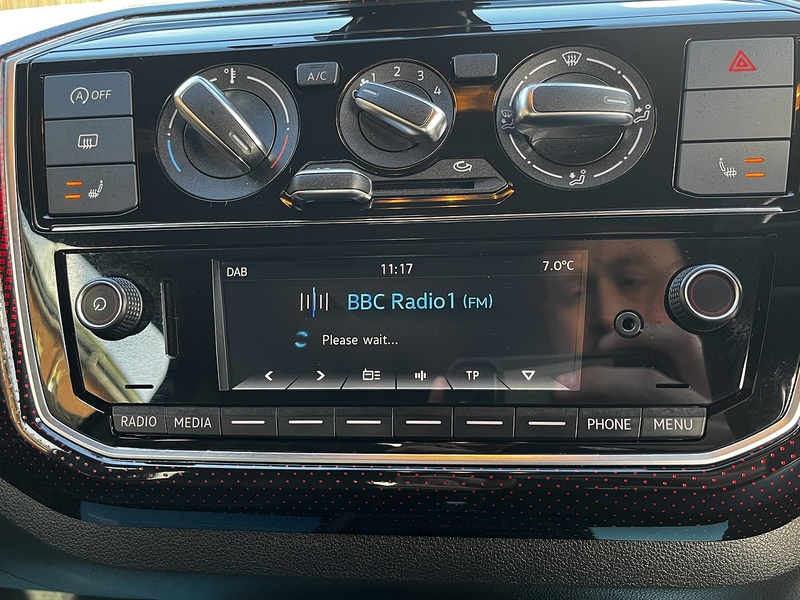 A OFF
A/C
1 2 3 4
DAB 11:17 7.0°C
BBC Radio1 (FM)
Please wait...
TP
RADIO MEDIA PHONE MENU